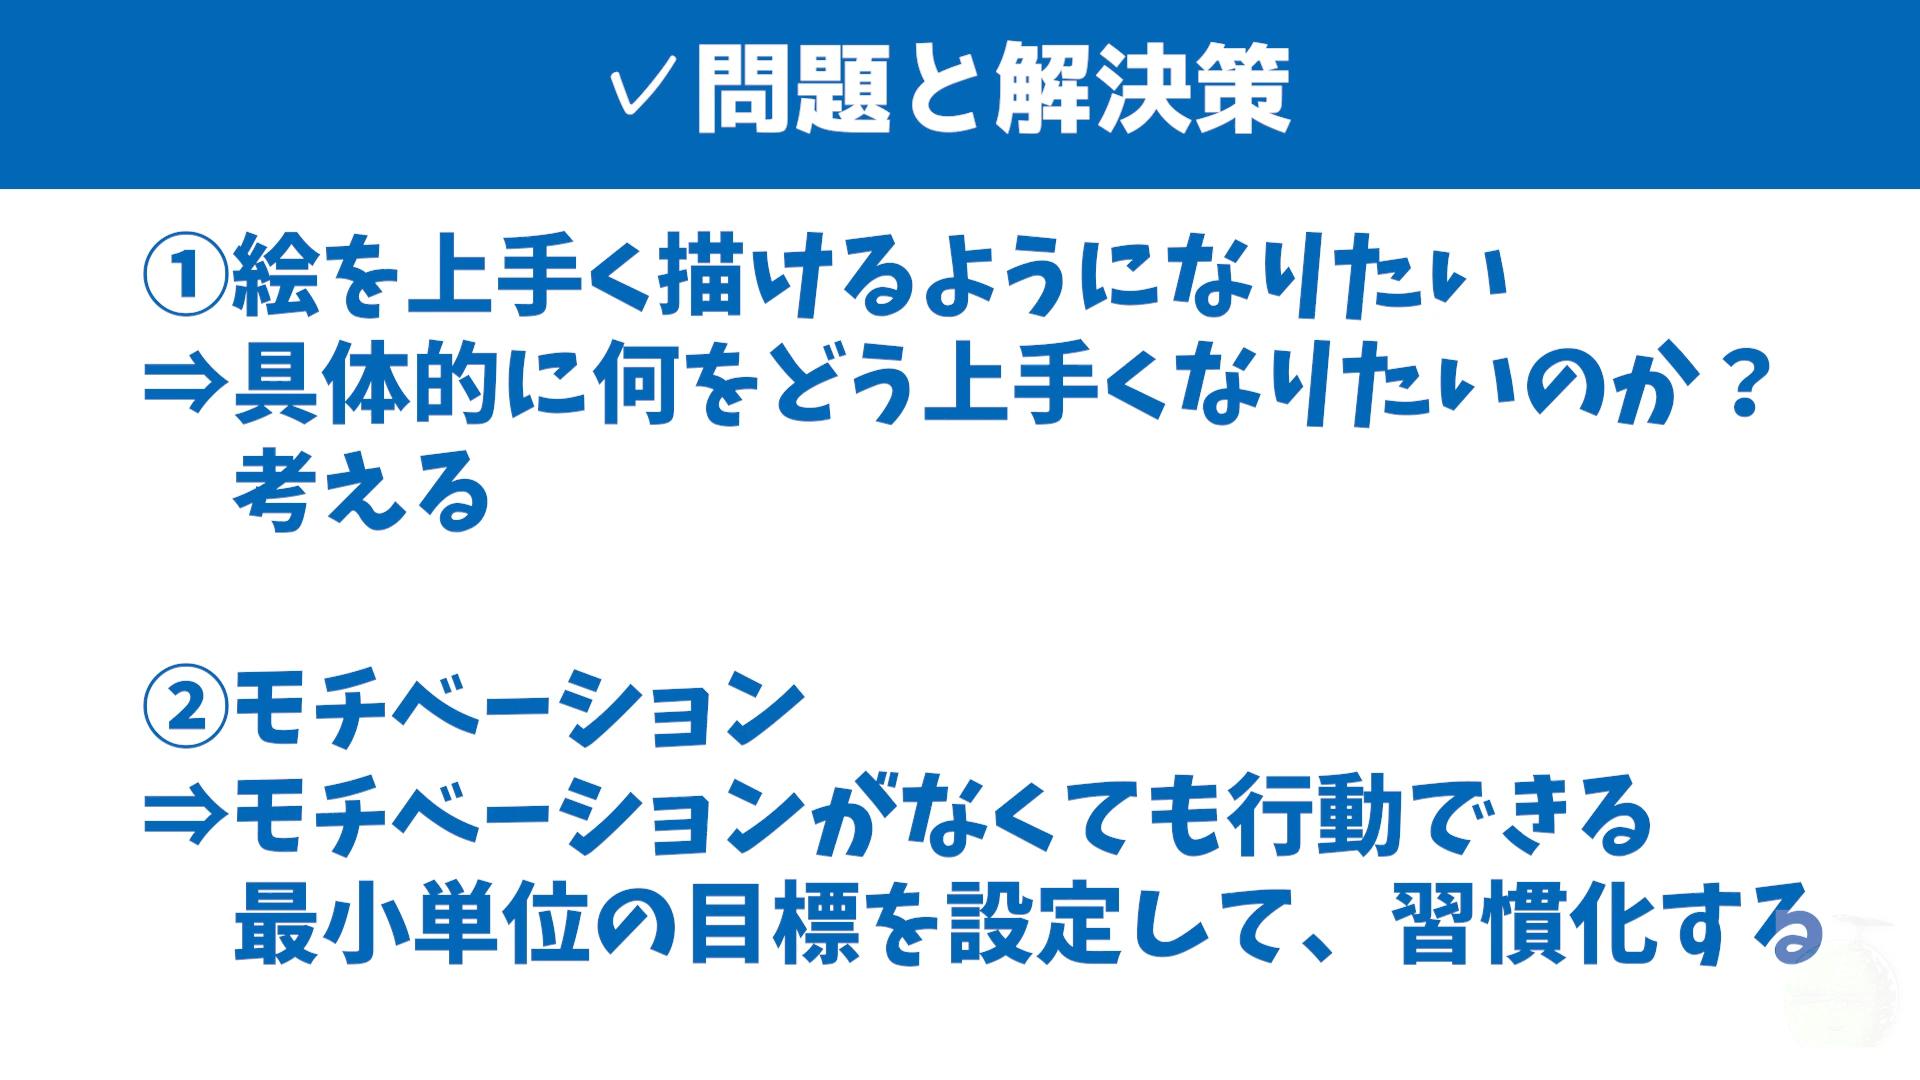 ✓問題と解決策
①絵を上手く描けるようになりたい
⇒具体的に何をどう上手くなりたいのか？
考える
②モチベーション
⇒モチベーションがなくても行動できる
最小単位の目標を設定して、習慣化する